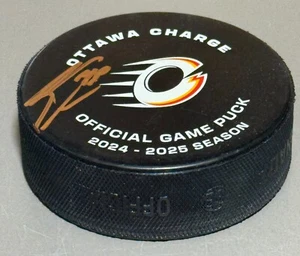 OTTAWA CHARGE
OFFICIAL GAME PUCK
2024 - 2025 SEASON